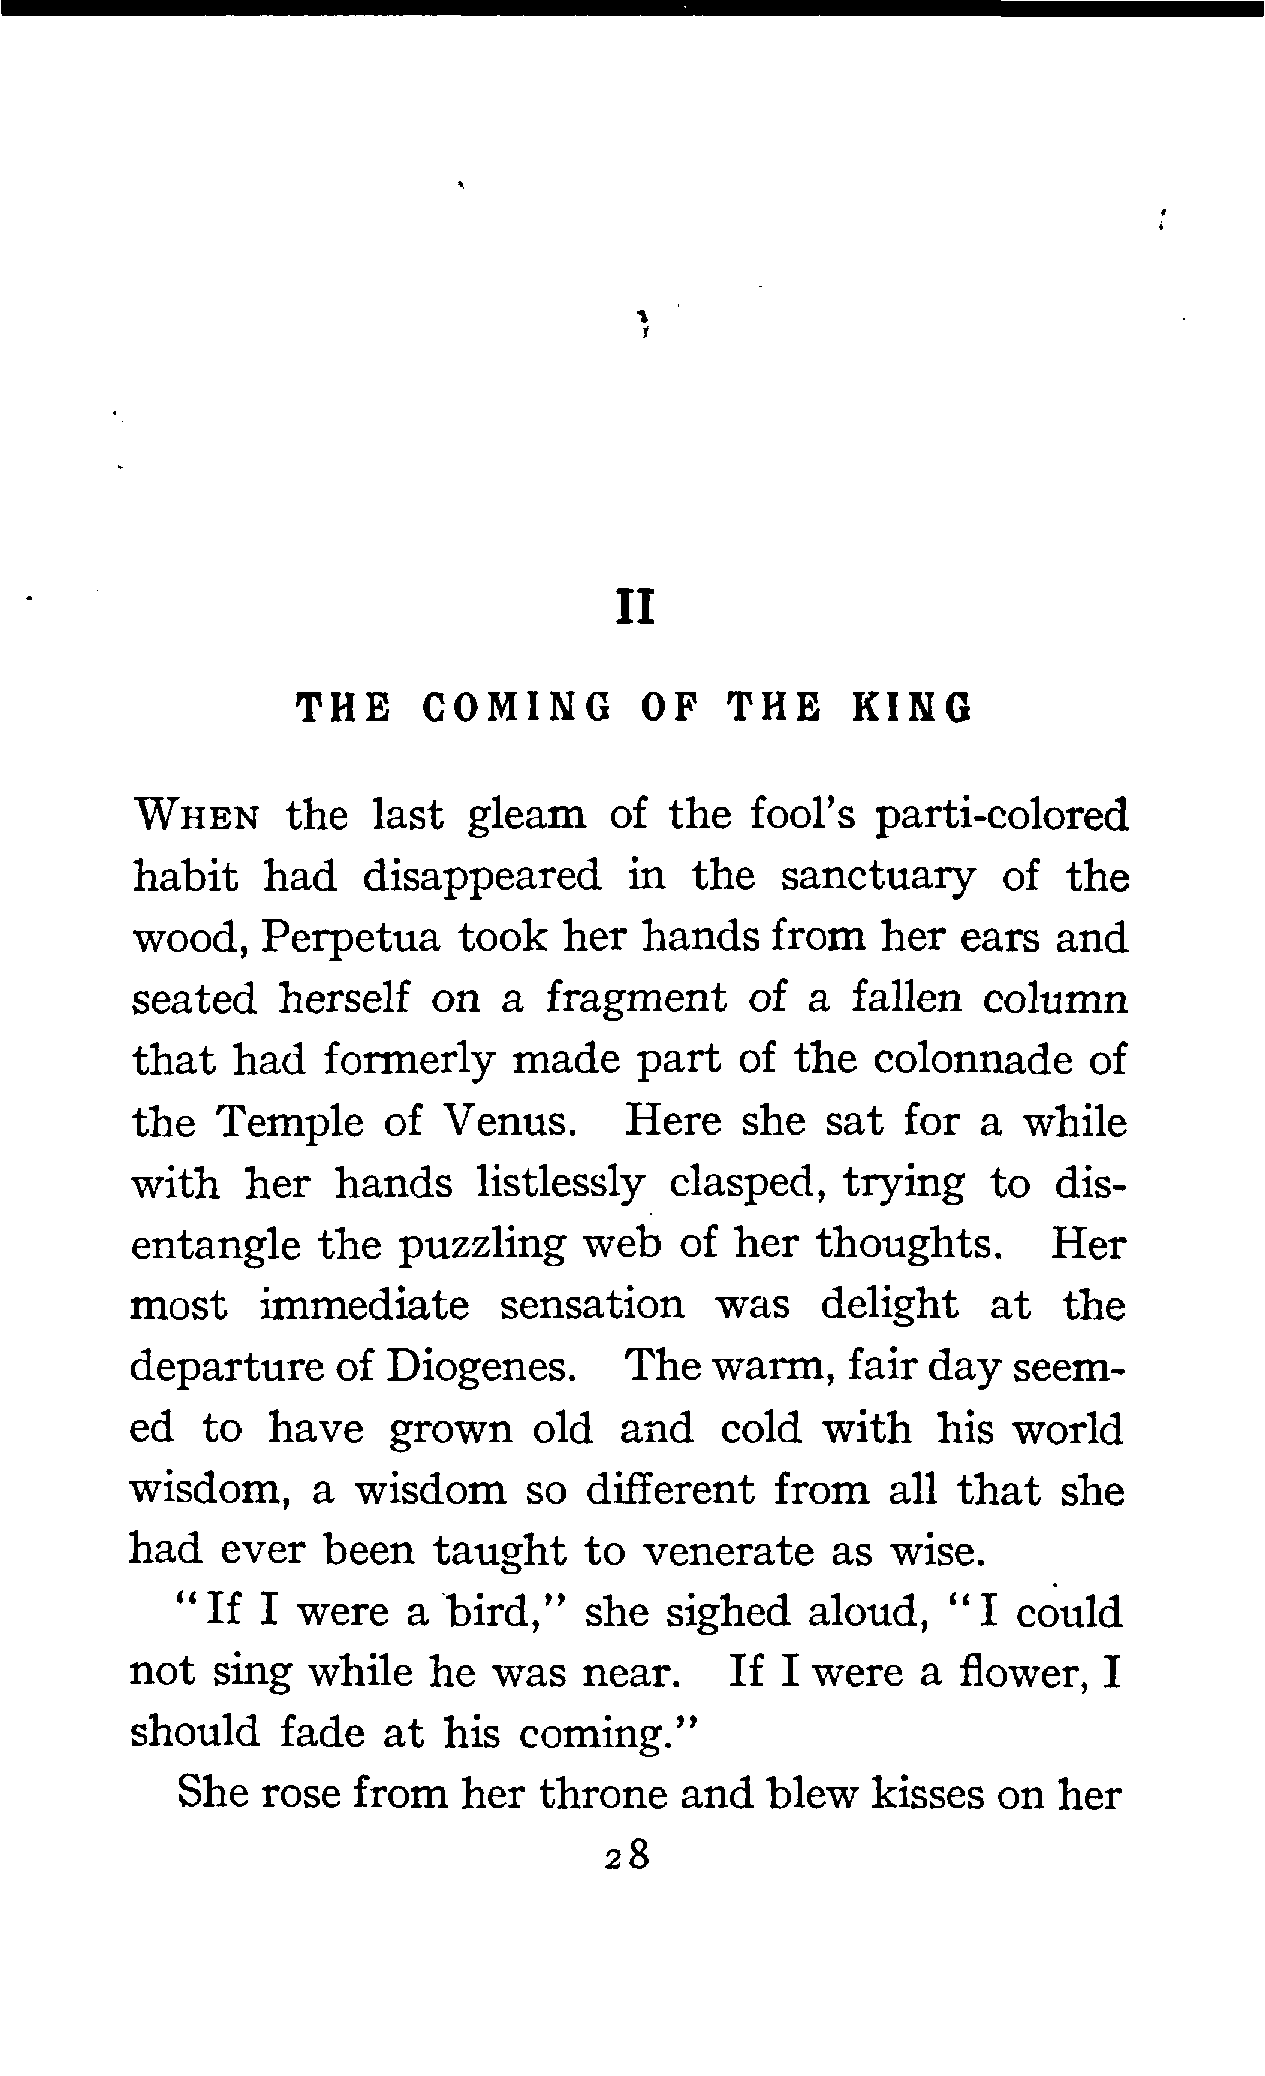 II
THE COMING OF THE KING
WHEN the last gleam of the fool's parti-colored
habit had disappeared in the sanctuary of the
wood, Perpetua took her hands from her ears and
seated herself on a fragment of a fallen column
that had formerly made part of the colonnade of
the Temple of Venus. Here she sat for a while
with her hands listlessly clasped, trying to dis-
entangle the puzzling web of her thoughts. Her
most immediate sensation was delight at the
departure of Diogenes. The warm, fair day seem-
ed to have grown old and cold with his world
wisdom, a wisdom so different from all that she
had ever been taught to venerate as wise.
"If I were a bird," she sighed aloud, "I could
not sing while he was near. If I were a flower, I
should fade at his coming."
She rose from her throne and blew kisses on her
28